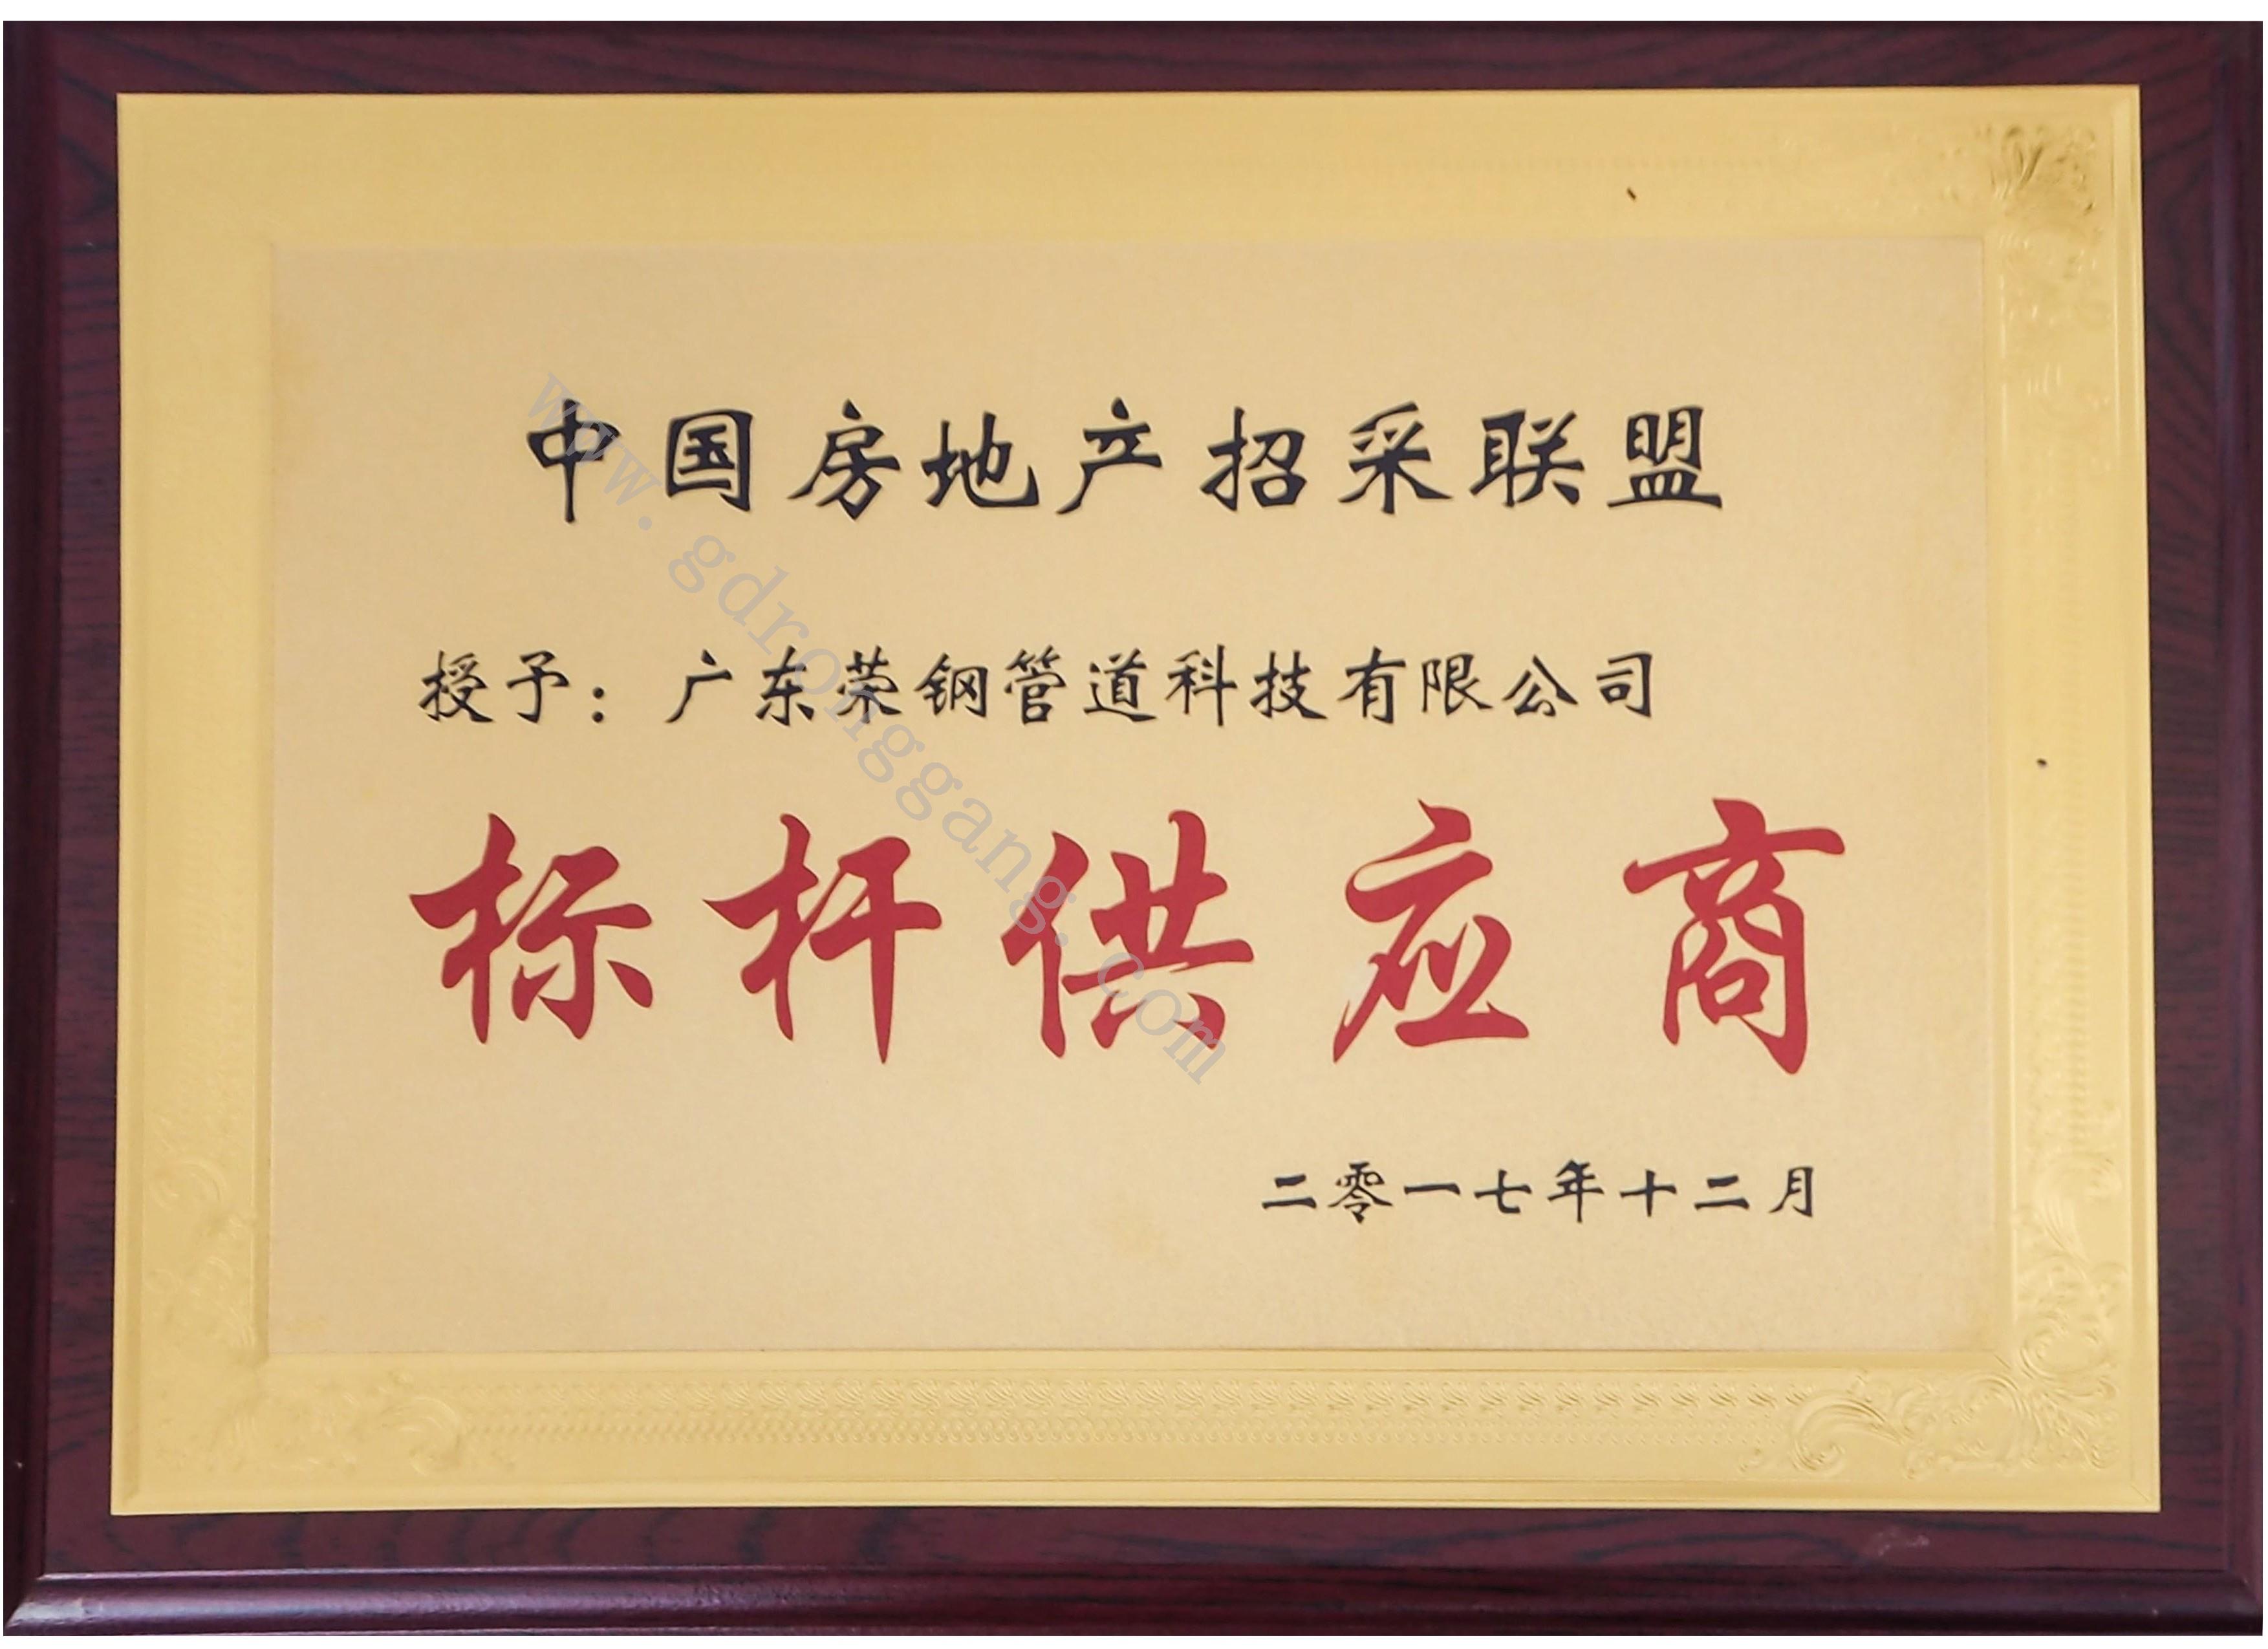 中国房地产招采联盟
授予：广东荣钢管道科技有限公司
标杆供应商
二零一七年十二月
www.gdronggang.com